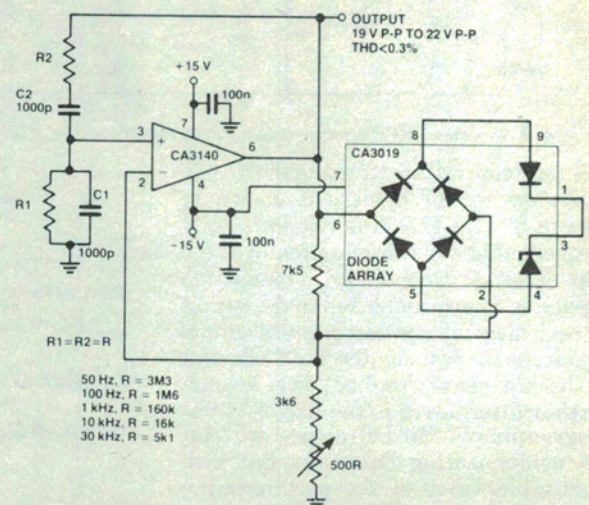 OUTPUT
19 V P-P TO 22 V P-P
THD<0.3%
R2
+15 V
C2
1000p
100n
7
3
+
CA3140
6
2
−
4
R1
C1
1000p
−15 V
100n
CA3019
8
9
7
1
6
3
DIODE
ARRAY
5
2
4
7k5
R1=R2=R
50 Hz, R = 3M3
100 Hz, R = 1M6
1 kHz, R = 160k
10 kHz, R = 16k
30 kHz, R = 5k1
3k6
500R